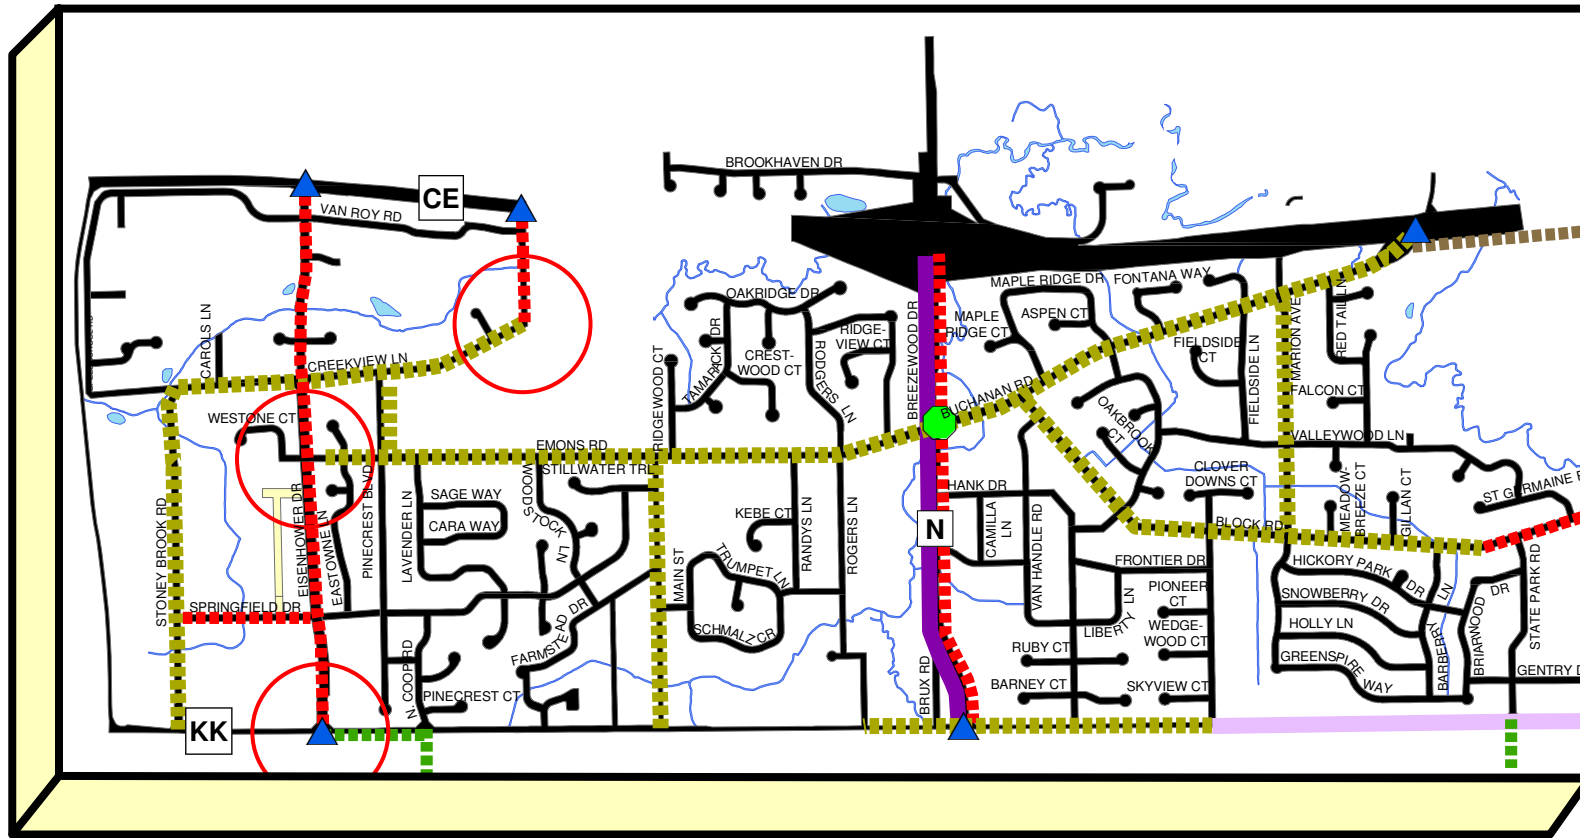 BROOKHAVEN DR
CE
VAN ROY RD
MAPLE RIDGE DR
FONTANA WAY
OAKRIDGE DR
CAROLS LN
BREEZEWOOD DR
MAPLE
RIDGE CT
ASPEN CT
MARION AVE
RED TAIL LN
RIDGE-
VIEW CT
TAMARACK DR
CREST-
WOOD CT
RODGERS LN
FIELDSIDE
CT
FIELDSIDE LN
CREEKVIEW LN
RIDGEWOOD CT
BUCHANAN RD
FALCON CT
WESTONE CT
OAKBROOK
CT
EMONS RD
VALLEYWOOD LN
STILLWATER TRL
CLOVER
DOWNS CT
STONEY BROOK RD
EISENHOWER DR
EASTOWNE LN
PINECREST BLVD
LAVENDER LN
SAGE WAY
CARA WAY
WOODSTOCK LN
KEBE CT
RANDYS LN
ROGERS LN
N
HANK DR
CAMILLA
LN
VAN HANDLE RD
BLOCK RD
MEADOW-
BREEZE CT
GILLAN CT
ST GERMAINE
MAIN ST
TRUMPET LN
FRONTIER DR
HICKORY PARK DR
STATE PARK RD
SPRINGFIELD DR
PIONEER
CT
SNOWBERRY DR
BARBERRY LN
BRIARWOOD DR
SCHMALZ CR
LIBERTY LN
WEDGE-
WOOD CT
HOLLY LN
FARMSTEAD DR
RUBY CT
GREENSPIRE WAY
GENTRY
N. COOP RD
PINECREST CT
BRUX RD
BARNEY CT
SKYVIEW CT
KK